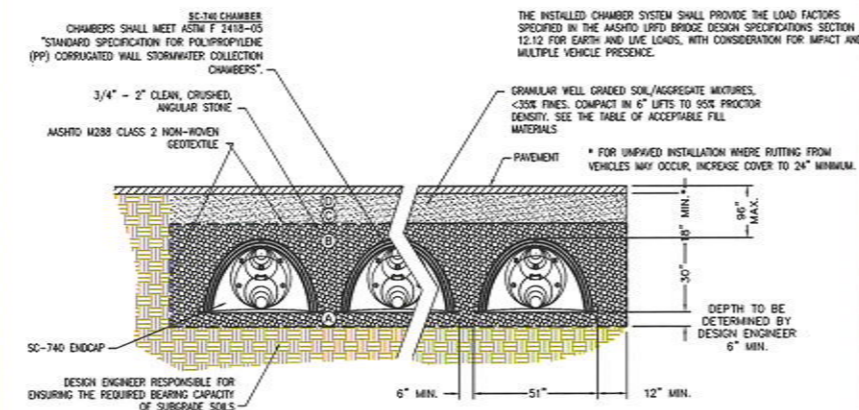 SC-740 CHAMBER
CHAMBERS SHALL MEET ASTM F 2418-05
"STANDARD SPECIFICATION FOR POLYPROPYLENE
(PP) CORRUGATED WALL STORMWATER COLLECTION
CHAMBERS".
3/4" - 2" CLEAN, CRUSHED,
ANGULAR STONE
AASHTO M288 CLASS 2 NON-WOVEN
GEOTEXTILE
THE INSTALLED CHAMBER SYSTEM SHALL PROVIDE THE LOAD FACTORS
SPECIFIED IN THE AASHTO LRFD BRIDGE DESIGN SPECIFICATIONS SECTION
12.12 FOR EARTH AND LIVE LOADS, WITH CONSIDERATION FOR IMPACT AND
MULTIPLE VEHICLE PRESENCE.
GRANULAR WELL GRADED SOIL/AGGREGATE MIXTURES,
<35% FINES. COMPACT IN 6" LIFTS TO 95% PROCTOR
DENSITY. SEE THE TABLE OF ACCEPTABLE FILL
MATERIALS
PAVEMENT
* FOR UNPAVED INSTALLATION WHERE RUTTING FROM
VEHICLES MAY OCCUR, INCREASE COVER TO 24" MINIMUM.
D
C
B
A
18" MIN.*
96"
MAX.
30"
DEPTH TO BE
DETERMINED BY
DESIGN ENGINEER
6" MIN.
SC-740 ENDCAP
DESIGN ENGINEER RESPONSIBLE FOR
ENSURING THE REQUIRED BEARING CAPACITY
OF SUBGRADE SOILS
6" MIN.
51"
12" MIN.